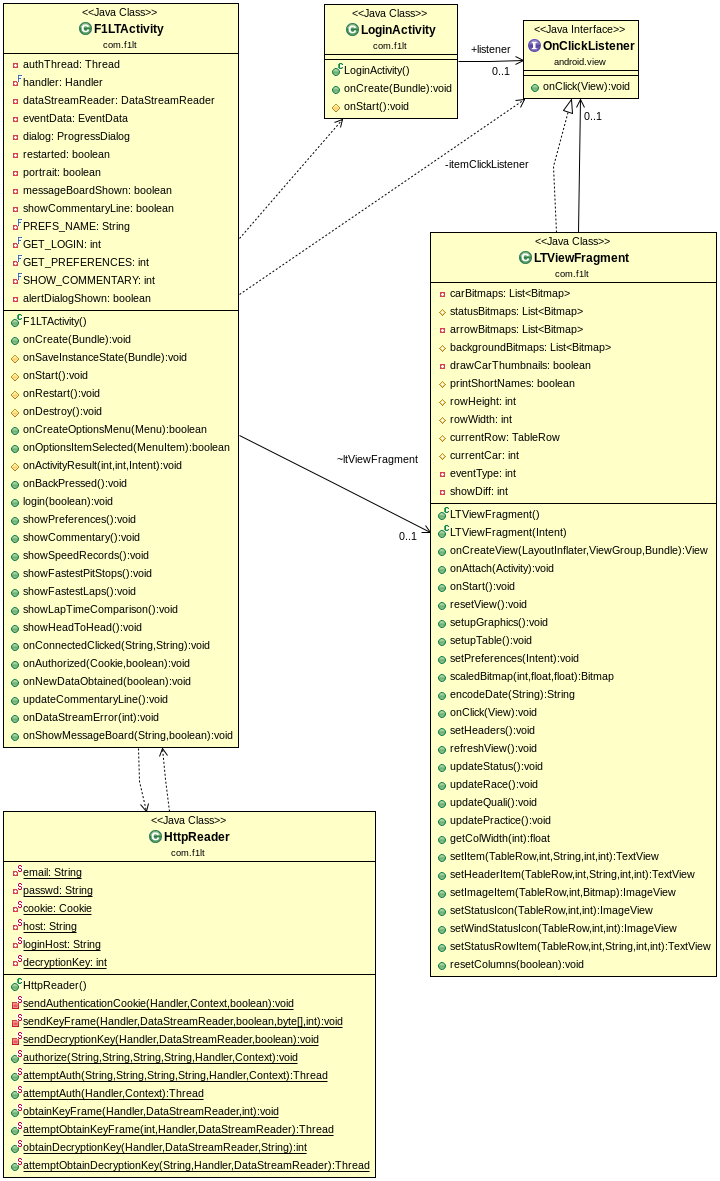 <<Java Class>>
F1LTActivity
com.f1lt
authThread: Thread
handler: Handler
dataStreamReader: DataStreamReader
eventData: EventData
dialog: ProgressDialog
restarted: boolean
portrait: boolean
messageBoardShown: boolean
showCommentaryLine: boolean
PREFS_NAME: String
GET_LOGIN: int
GET_PREFERENCES: int
SHOW_COMMENTARY: int
alertDialogShown: boolean
F1LTActivity()
onCreate(Bundle):void
onSaveInstanceState(Bundle):void
onStart():void
onRestart():void
onDestroy():void
onCreateOptionsMenu(Menu):boolean
onOptionsItemSelected(MenuItem):boolean
onActivityResult(int,int,Intent):void
onBackPressed():void
login(boolean):void
showPreferences():void
showCommentary():void
showSpeedRecords():void
showFastestPitStops():void
showFastestLaps():void
showLapTimeComparison():void
showHeadToHead():void
onConnectedClicked(String,String):void
onAuthorized(Cookie,boolean):void
onNewDataObtained(boolean):void
updateCommentaryLine():void
onDataStreamError(int):void
onShowMessageBoard(String,boolean):void
<<Java Class>>
LoginActivity
com.f1lt
LoginActivity()
onCreate(Bundle):void
onStart():void
+listener
0..1
<<Java Interface>>
OnClickListener
android.view
onClick(View):void
0..1
-itemClickListener
~ltViewFragment
0..1
<<Java Class>>
LTViewFragment
com.f1lt
carBitmaps: List<Bitmap>
statusBitmaps: List<Bitmap>
arrowBitmaps: List<Bitmap>
backgroundBitmaps: List<Bitmap>
drawCarThumbnails: boolean
printShortNames: boolean
rowHeight: int
rowWidth: int
currentRow: TableRow
currentCar: int
eventType: int
showDiff: int
LTViewFragment()
LTViewFragment(Intent)
onCreateView(LayoutInflater,ViewGroup,Bundle):View
onAttach(Activity):void
onStart():void
resetView():void
setupGraphics():void
setupTable():void
setPreferences(Intent):void
scaledBitmap(int,float,float):Bitmap
encodeDate(String):String
onClick(View):void
setHeaders():void
refreshView():void
updateStatus():void
updateRace():void
updateQuali():void
updatePractice():void
getColWidth(int):float
setItem(TableRow,int,String,int,int):TextView
setHeaderItem(TableRow,int,String,int,int):TextView
setImageItem(TableRow,int,Bitmap):ImageView
setStatusIcon(TableRow,int,int):ImageView
setWindStatusIcon(TableRow,int,int):ImageView
setStatusRowItem(TableRow,int,String,int,int):TextView
resetColumns(boolean):void
<<Java Class>>
HttpReader
com.f1lt
email: String
passwd: String
cookie: Cookie
host: String
loginHost: String
decryptionKey: int
HttpReader()
sendAuthenticationCookie(Handler,Context,boolean):void
sendKeyFrame(Handler,DataStreamReader,boolean,byte[],int):void
sendDecryptionKey(Handler,DataStreamReader,boolean):void
authorize(String,String,String,String,Handler,Context):void
attemptAuth(String,String,String,String,Handler,Context):Thread
attemptAuth(Handler,Context):Thread
obtainKeyFrame(Handler,DataStreamReader,int):void
attemptObtainKeyFrame(int,Handler,DataStreamReader):Thread
obtainDecryptionKey(Handler,DataStreamReader,String):int
attemptObtainDecryptionKey(String,Handler,DataStreamReader):Thread